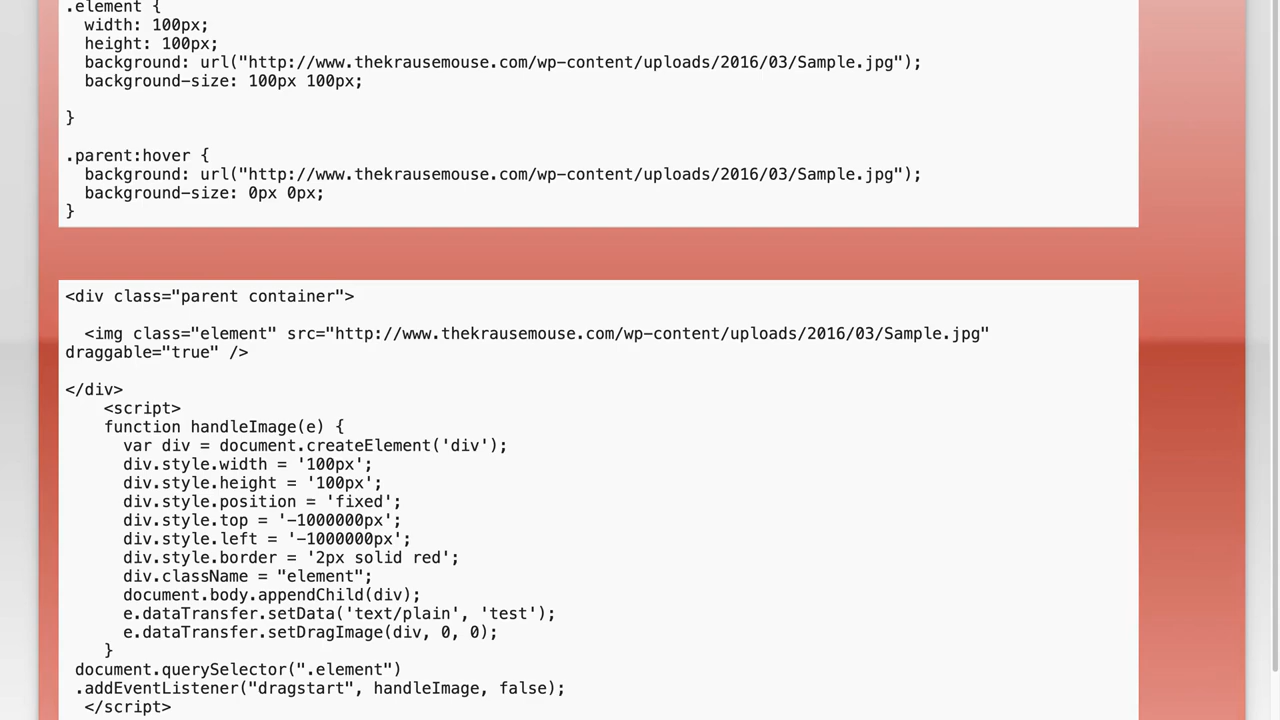 .element {
width: 100px;
height: 100px;
background: url("http://www.thekrausemouse.com/wp-content/uploads/2016/03/Sample.jpg");
background-size: 100px 100px;
}
.parent:hover {
background: url("http://www.thekrausemouse.com/wp-content/uploads/2016/03/Sample.jpg");
background-size: 0px 0px;
}
<div class="parent container">
<img class="element" src="http://www.thekrausemouse.com/wp-content/uploads/2016/03/Sample.jpg"
draggable="true" />
</div>
<script>
function handleImage(e) {
var div = document.createElement('div');
div.style.width = '100px';
div.style.height = '100px';
div.style.position = 'fixed';
div.style.top = '-1000000px';
div.style.left = '-1000000px';
div.style.border = '2px solid red';
div.className = "element";
document.body.appendChild(div);
e.dataTransfer.setData('text/plain', 'test');
e.dataTransfer.setDragImage(div, 0, 0);
}
document.querySelector(".element")
.addEventListener("dragstart", handleImage, false);
</script>